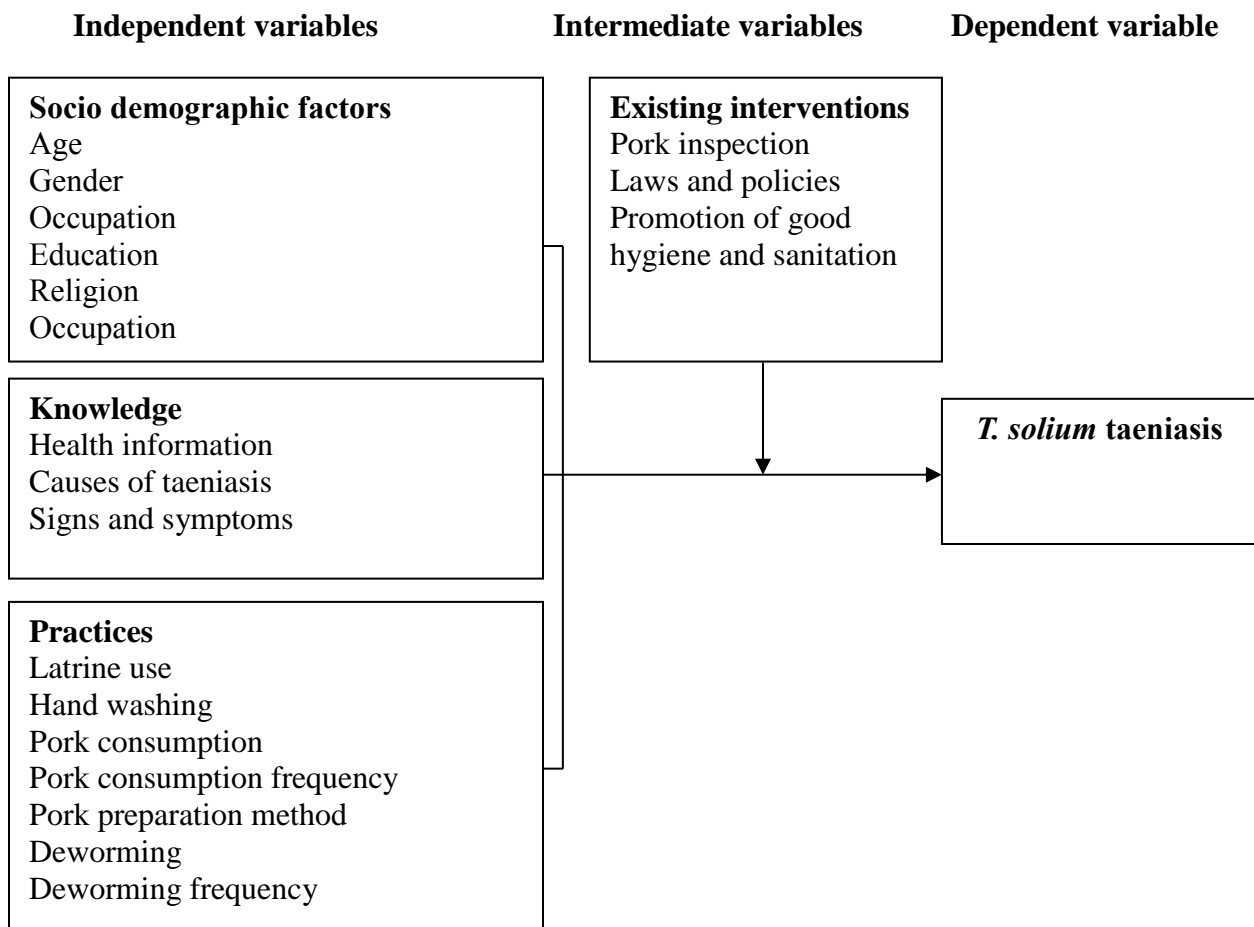 Independent variables
Intermediate variables
Dependent variable
Socio demographic factors
Age
Gender
Occupation
Education
Religion
Occupation
Existing interventions
Pork inspection
Laws and policies
Promotion of good
hygiene and sanitation
Knowledge
Health information
Causes of taeniasis
Signs and symptoms
T. solium taeniasis
Practices
Latrine use
Hand washing
Pork consumption
Pork consumption frequency
Pork preparation method
Deworming
Deworming frequency